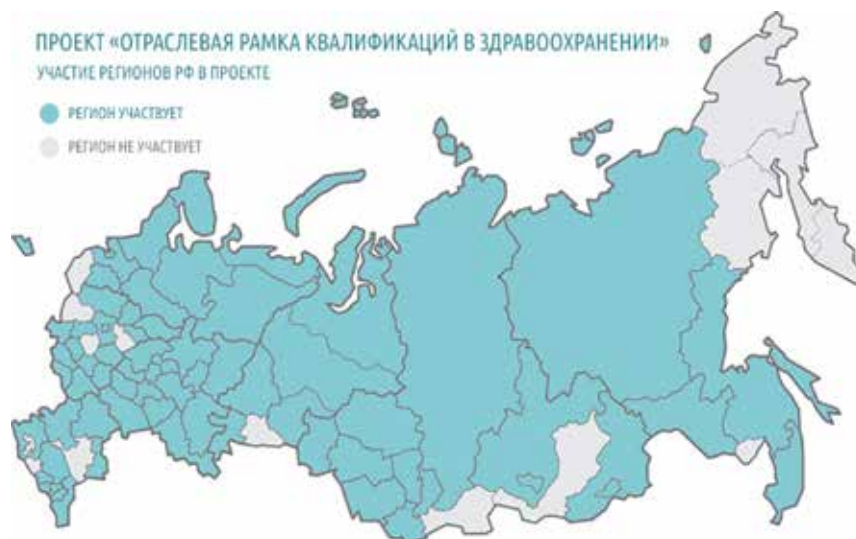 ПРОЕКТ «ОТРАСЛЕВАЯ РАМКА КВАЛИФИКАЦИЙ В ЗДРАВООХРАНЕНИИ»
УЧАСТИЕ РЕГИОНОВ РФ В ПРОЕКТЕ
РЕГИОН УЧАСТВУЕТ
РЕГИОН НЕ УЧАСТВУЕТ